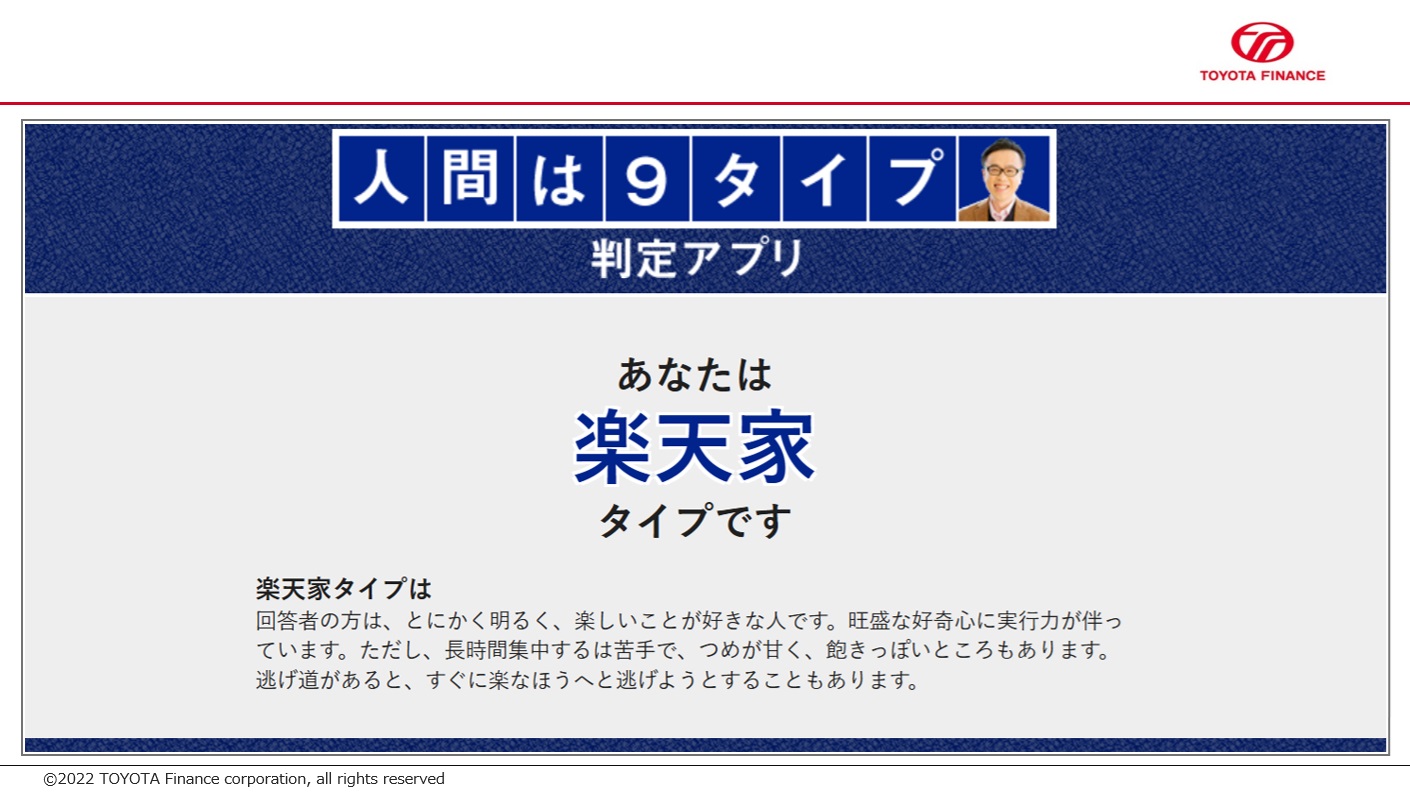 TOYOTA FINANCE
人間は9タイプ
判定アプリ
あなたは
楽天家
タイプです
楽天家タイプは
回答者の方は、とにかく明るく、楽しいことが好きな人です。旺盛な好奇心に実行力が伴っ
ています。ただし、長時間集中するは苦手で、つめが甘く、飽きっぽいところもあります。
逃げ道があると、すぐに楽なほうへと逃げようとすることもあります。
©2022 TOYOTA Finance corporation, all rights reserved